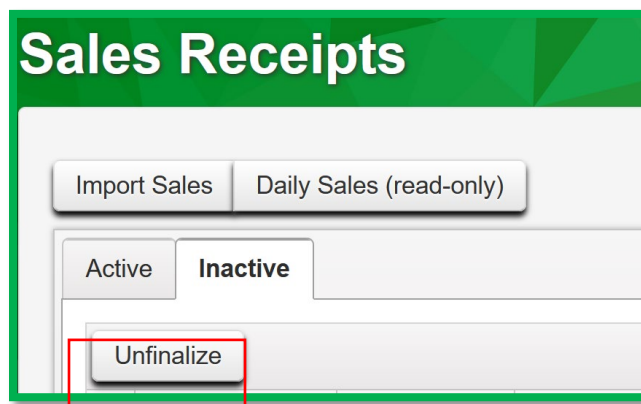 Sales Receipts
Import Sales Daily Sales (read-only)
Active Inactive
Unfinalize